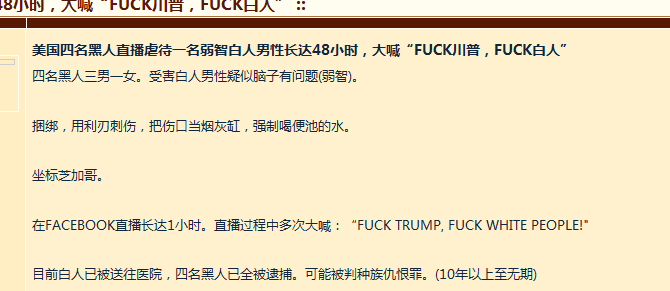 48小时，大喊“FUCK川普，FUCK白人” ::
美国四名黑人直播虐待一名弱智白人男性长达48小时，大喊“FUCK川普，FUCK白人”
四名黑人三男一女。受害白人男性疑似脑子有问题(弱智)。
捆绑，用利刃刺伤，把伤口当烟灰缸，强制喝便池的水。
坐标芝加哥。
在FACEBOOK直播长达1小时。直播过程中多次大喊：“FUCK TRUMP, FUCK WHITE PEOPLE!"
目前白人已被送往医院，四名黑人已全被逮捕。可能被判种族仇恨罪。(10年以上至无期)